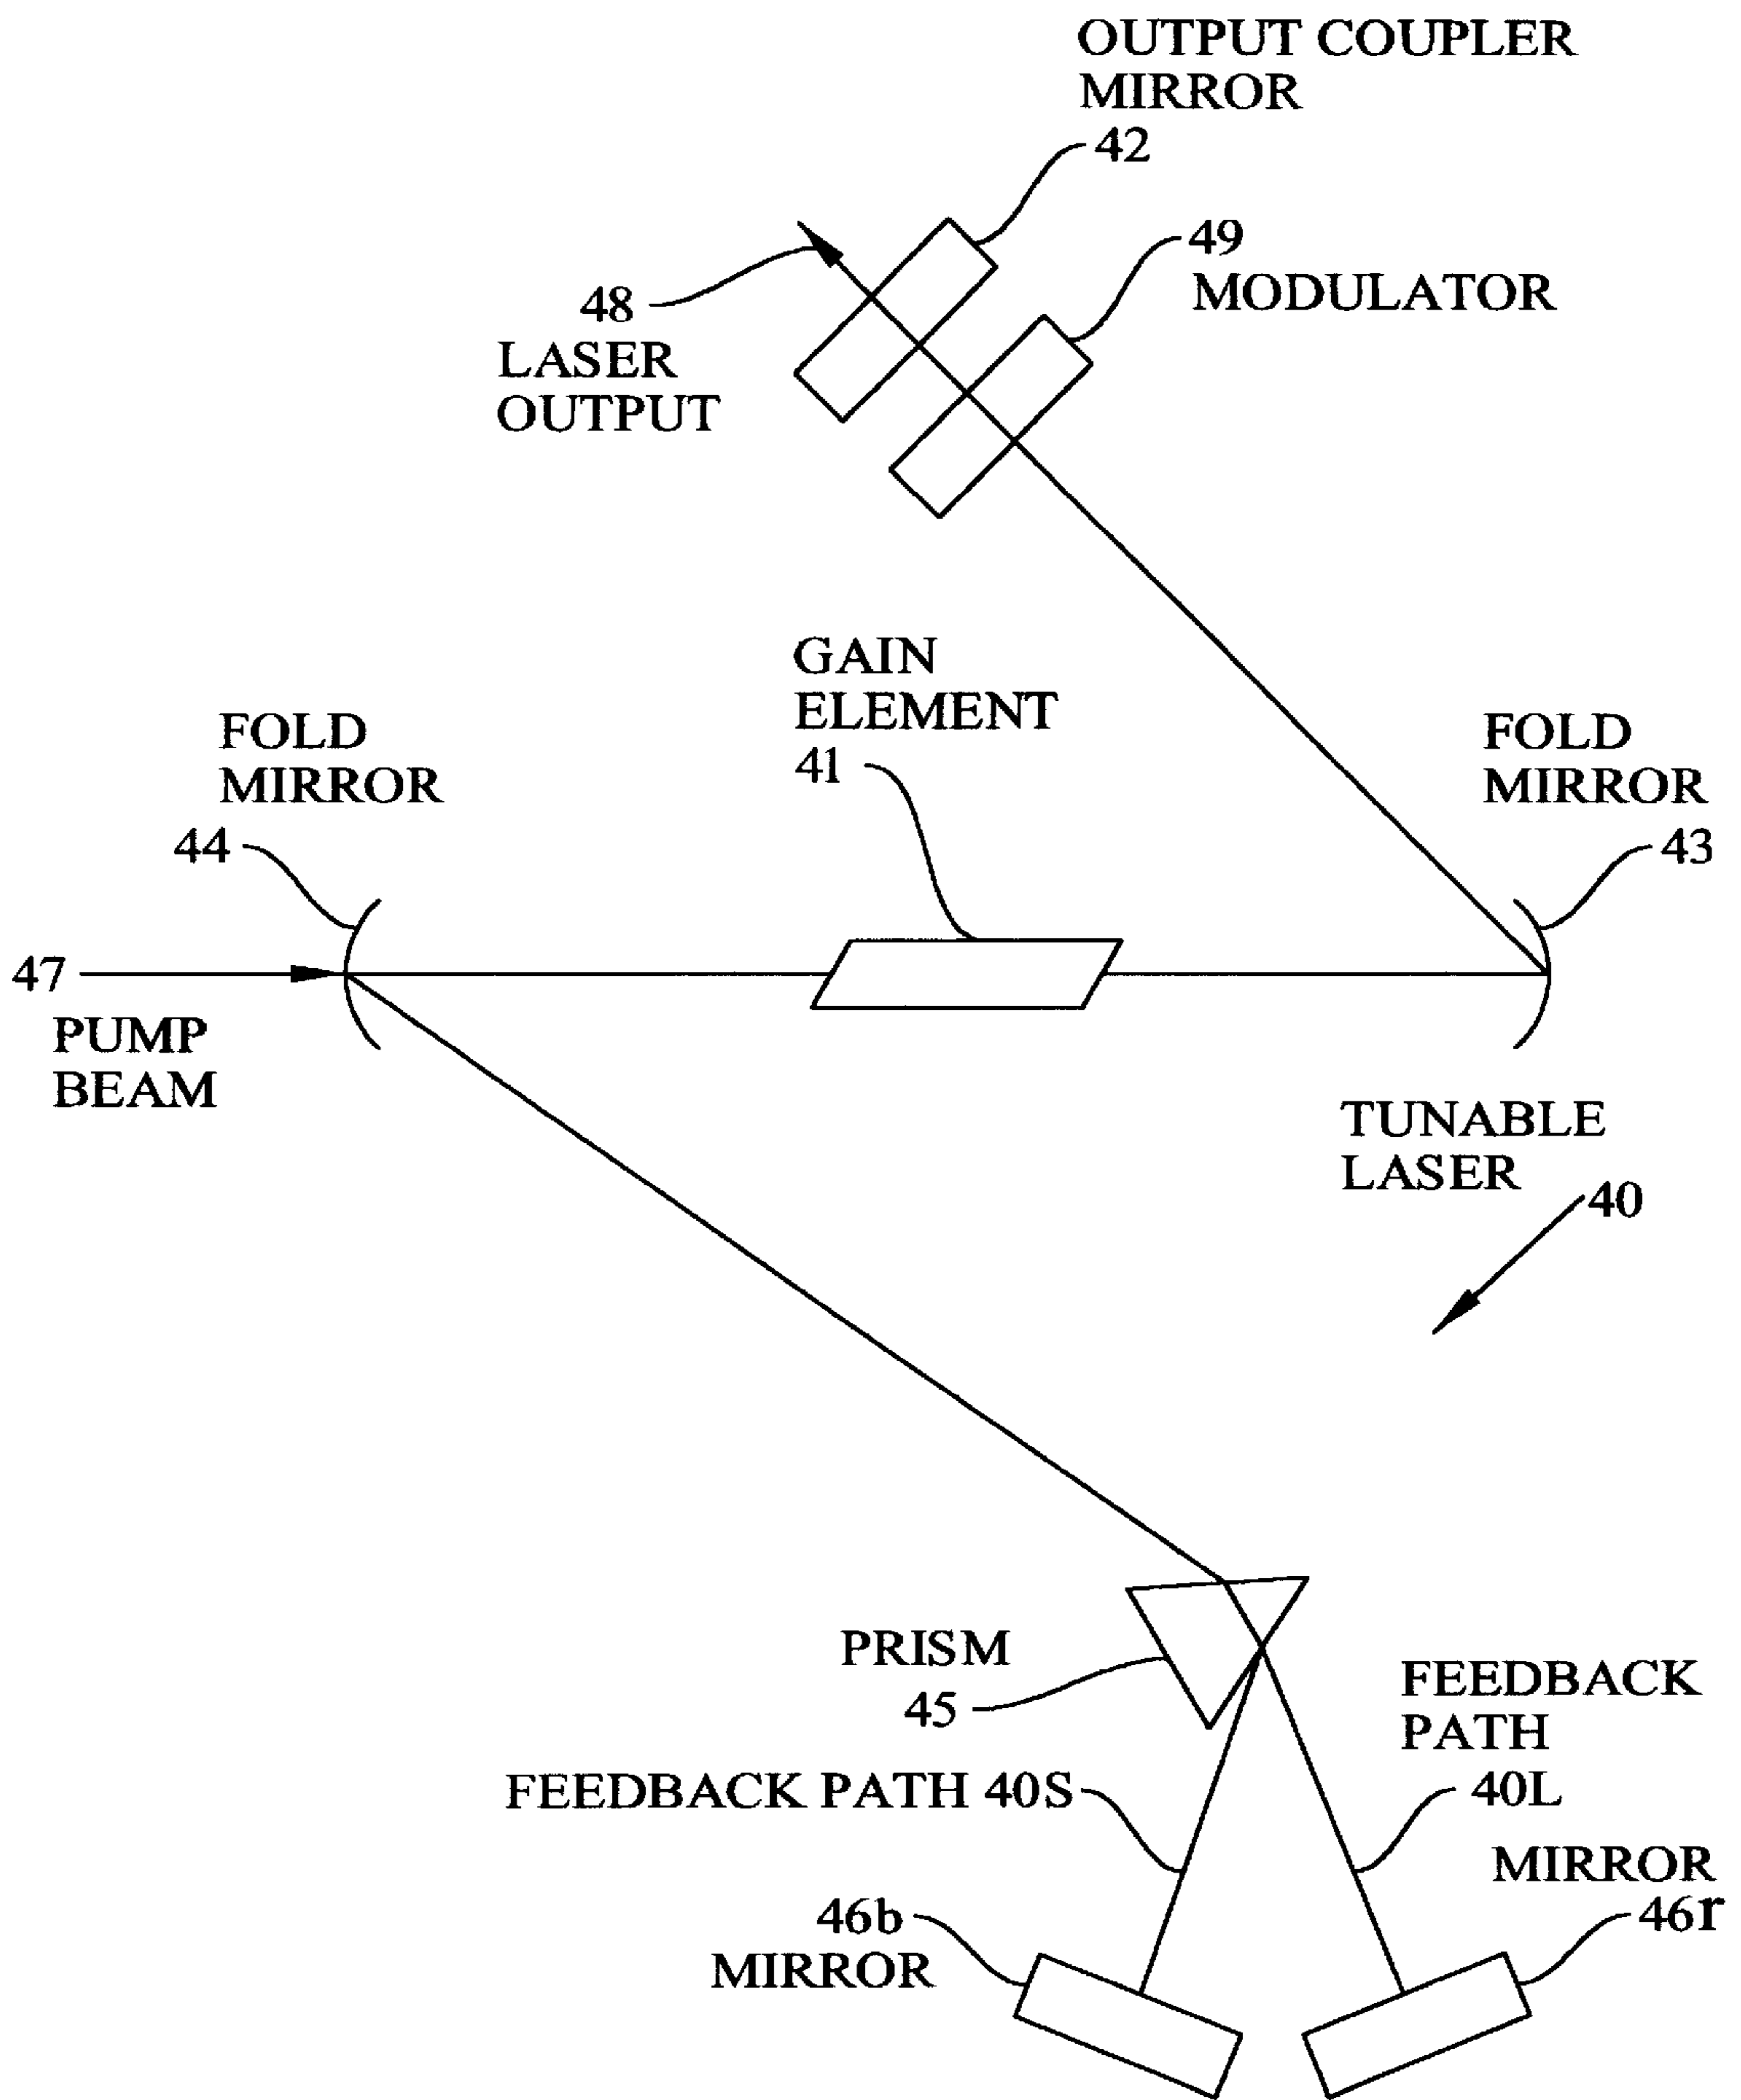 OUTPUT COUPLER
MIRROR
42
49
MODULATOR
48
LASER
OUTPUT
GAIN
ELEMENT
41
FOLD
MIRROR
44
FOLD
MIRROR
43
47
PUMP
BEAM
TUNABLE
LASER
40
PRISM
45
FEEDBACK
PATH
40L
FEEDBACK PATH 40S
MIRROR
46r
46b
MIRROR